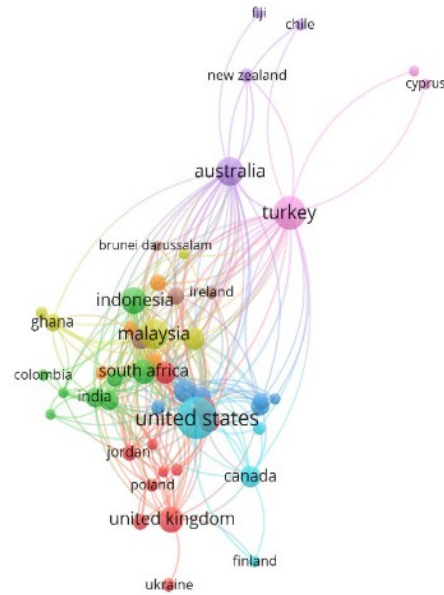 fiji
chile
new zealand
cyprus
australia
turkey
brunei darussalam
indonesia
ireland
ghana
malaysia
colombia
south africa
india
united states
jordan
poland
canada
united kingdom
finland
ukraine